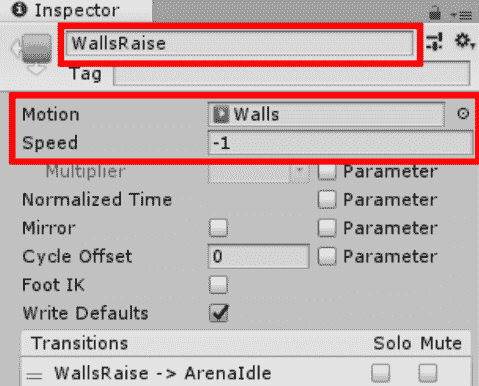 Inspector
WallsRaise
Tag
Motion Walls
Speed -1
Multiplier Parameter
Normalized Time Parameter
Mirror Parameter
Cycle Offset 0 Parameter
Foot IK
Write Defaults
Transitions Solo Mute
WallsRaise -> ArenaIdle